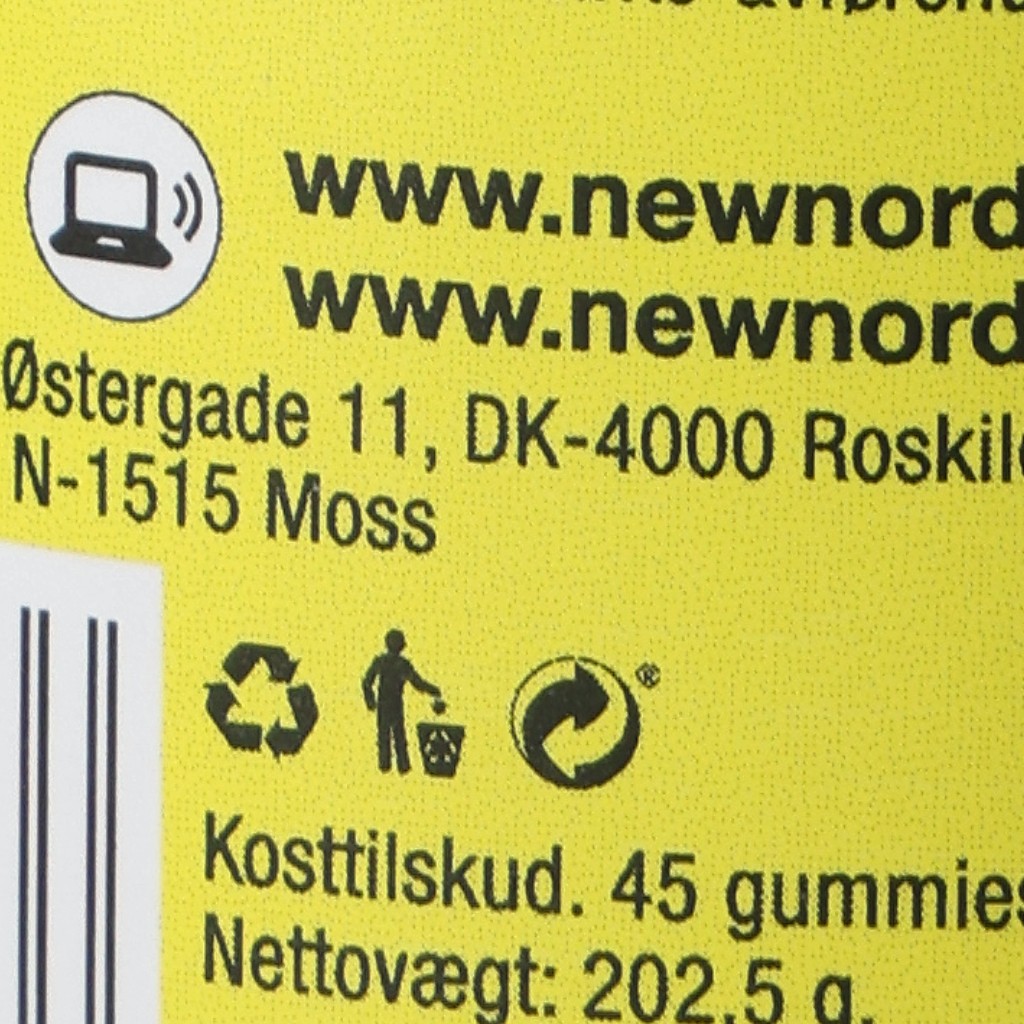 www.newnord
www.newnord
Østergade 11, DK-4000 Roskil
N-1515 Moss
®
Kosttilskud. 45 gummies
Nettovægt: 202,5 g.